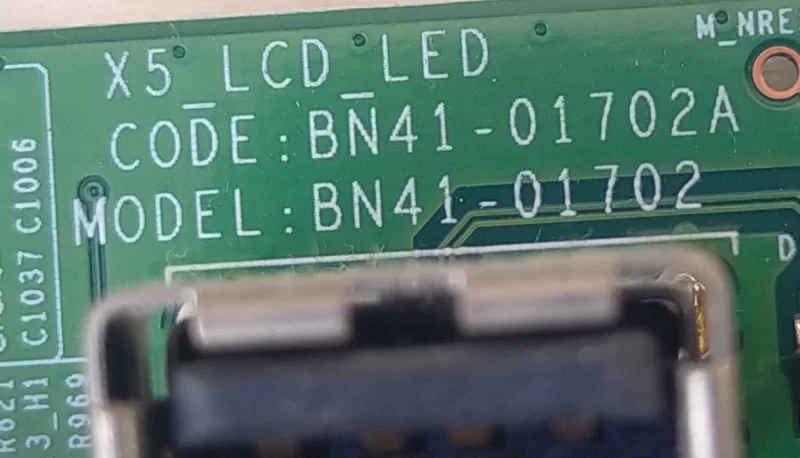 M_NRE
X5_LCD_LED
CODE:BN41-01702A
MODEL:BN41-01702
C1006
C1037
D
3_H1
R969